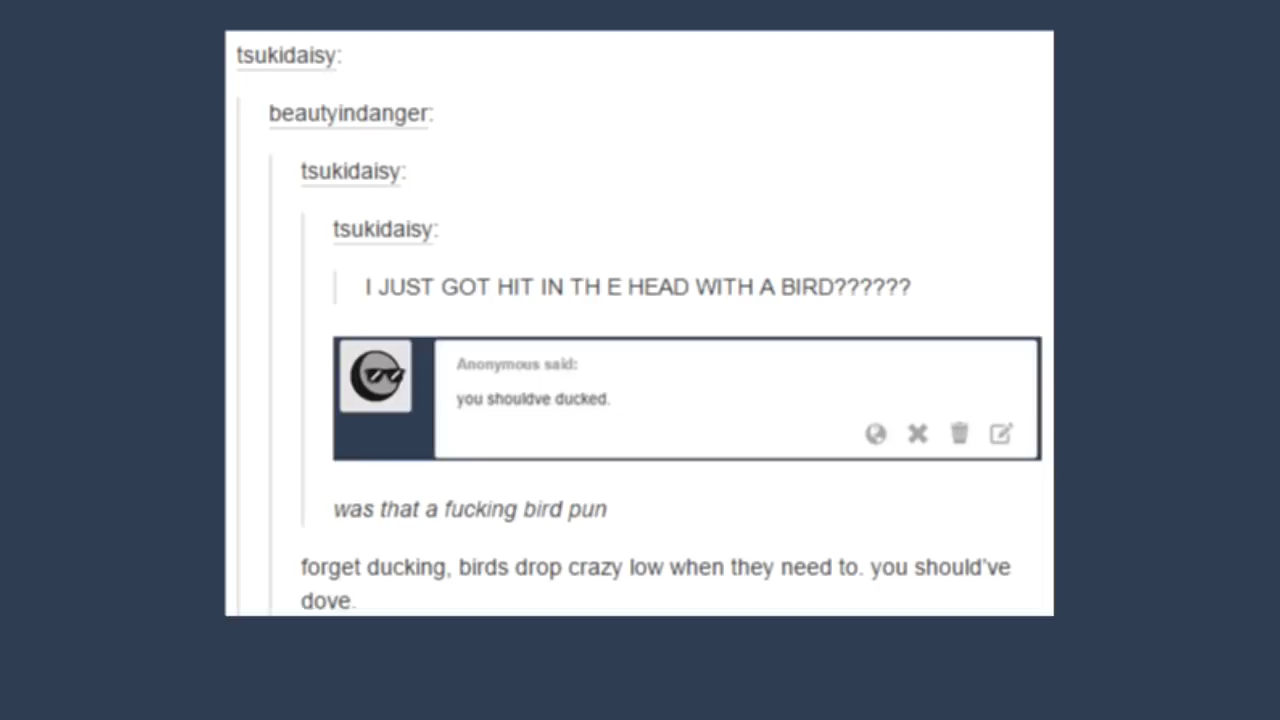 tsukidaisy:
beautyindanger:
tsukidaisy:
tsukidaisy:
I JUST GOT HIT IN TH E HEAD WITH A BIRD??????
Anonymous said:
you shouldve ducked.
was that a fucking bird pun
forget ducking, birds drop crazy low when they need to. you should've
dove.